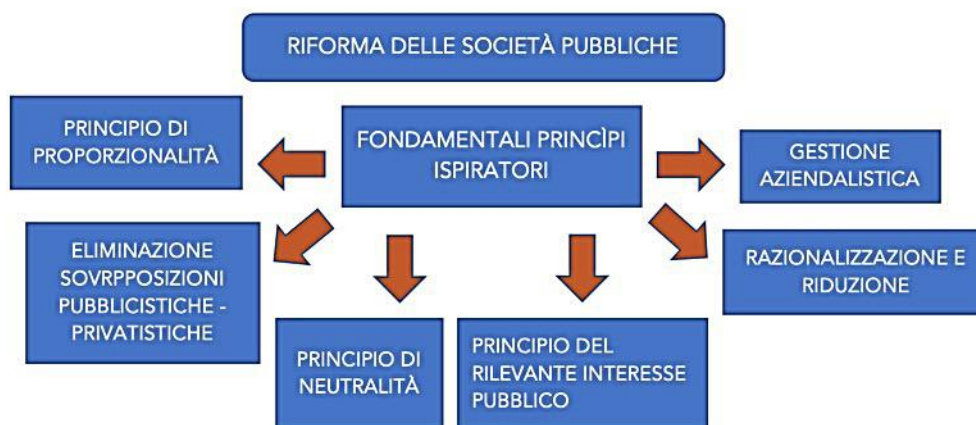 RIFORMA DELLE SOCIETÀ PUBBLICHE
FONDAMENTALI PRINCÌPI
ISPIRATORI
PRINCIPIO DI
PROPORZIONALITÀ
GESTIONE
AZIENDALISTICA
ELIMINAZIONE
SOVRPPOSIZIONI
PUBBLICISTICHE -
PRIVATISTICHE
RAZIONALIZZAZIONE E
RIDUZIONE
PRINCIPIO DI
NEUTRALITÀ
PRINCIPIO DEL
RILEVANTE INTERESSE
PUBBLICO